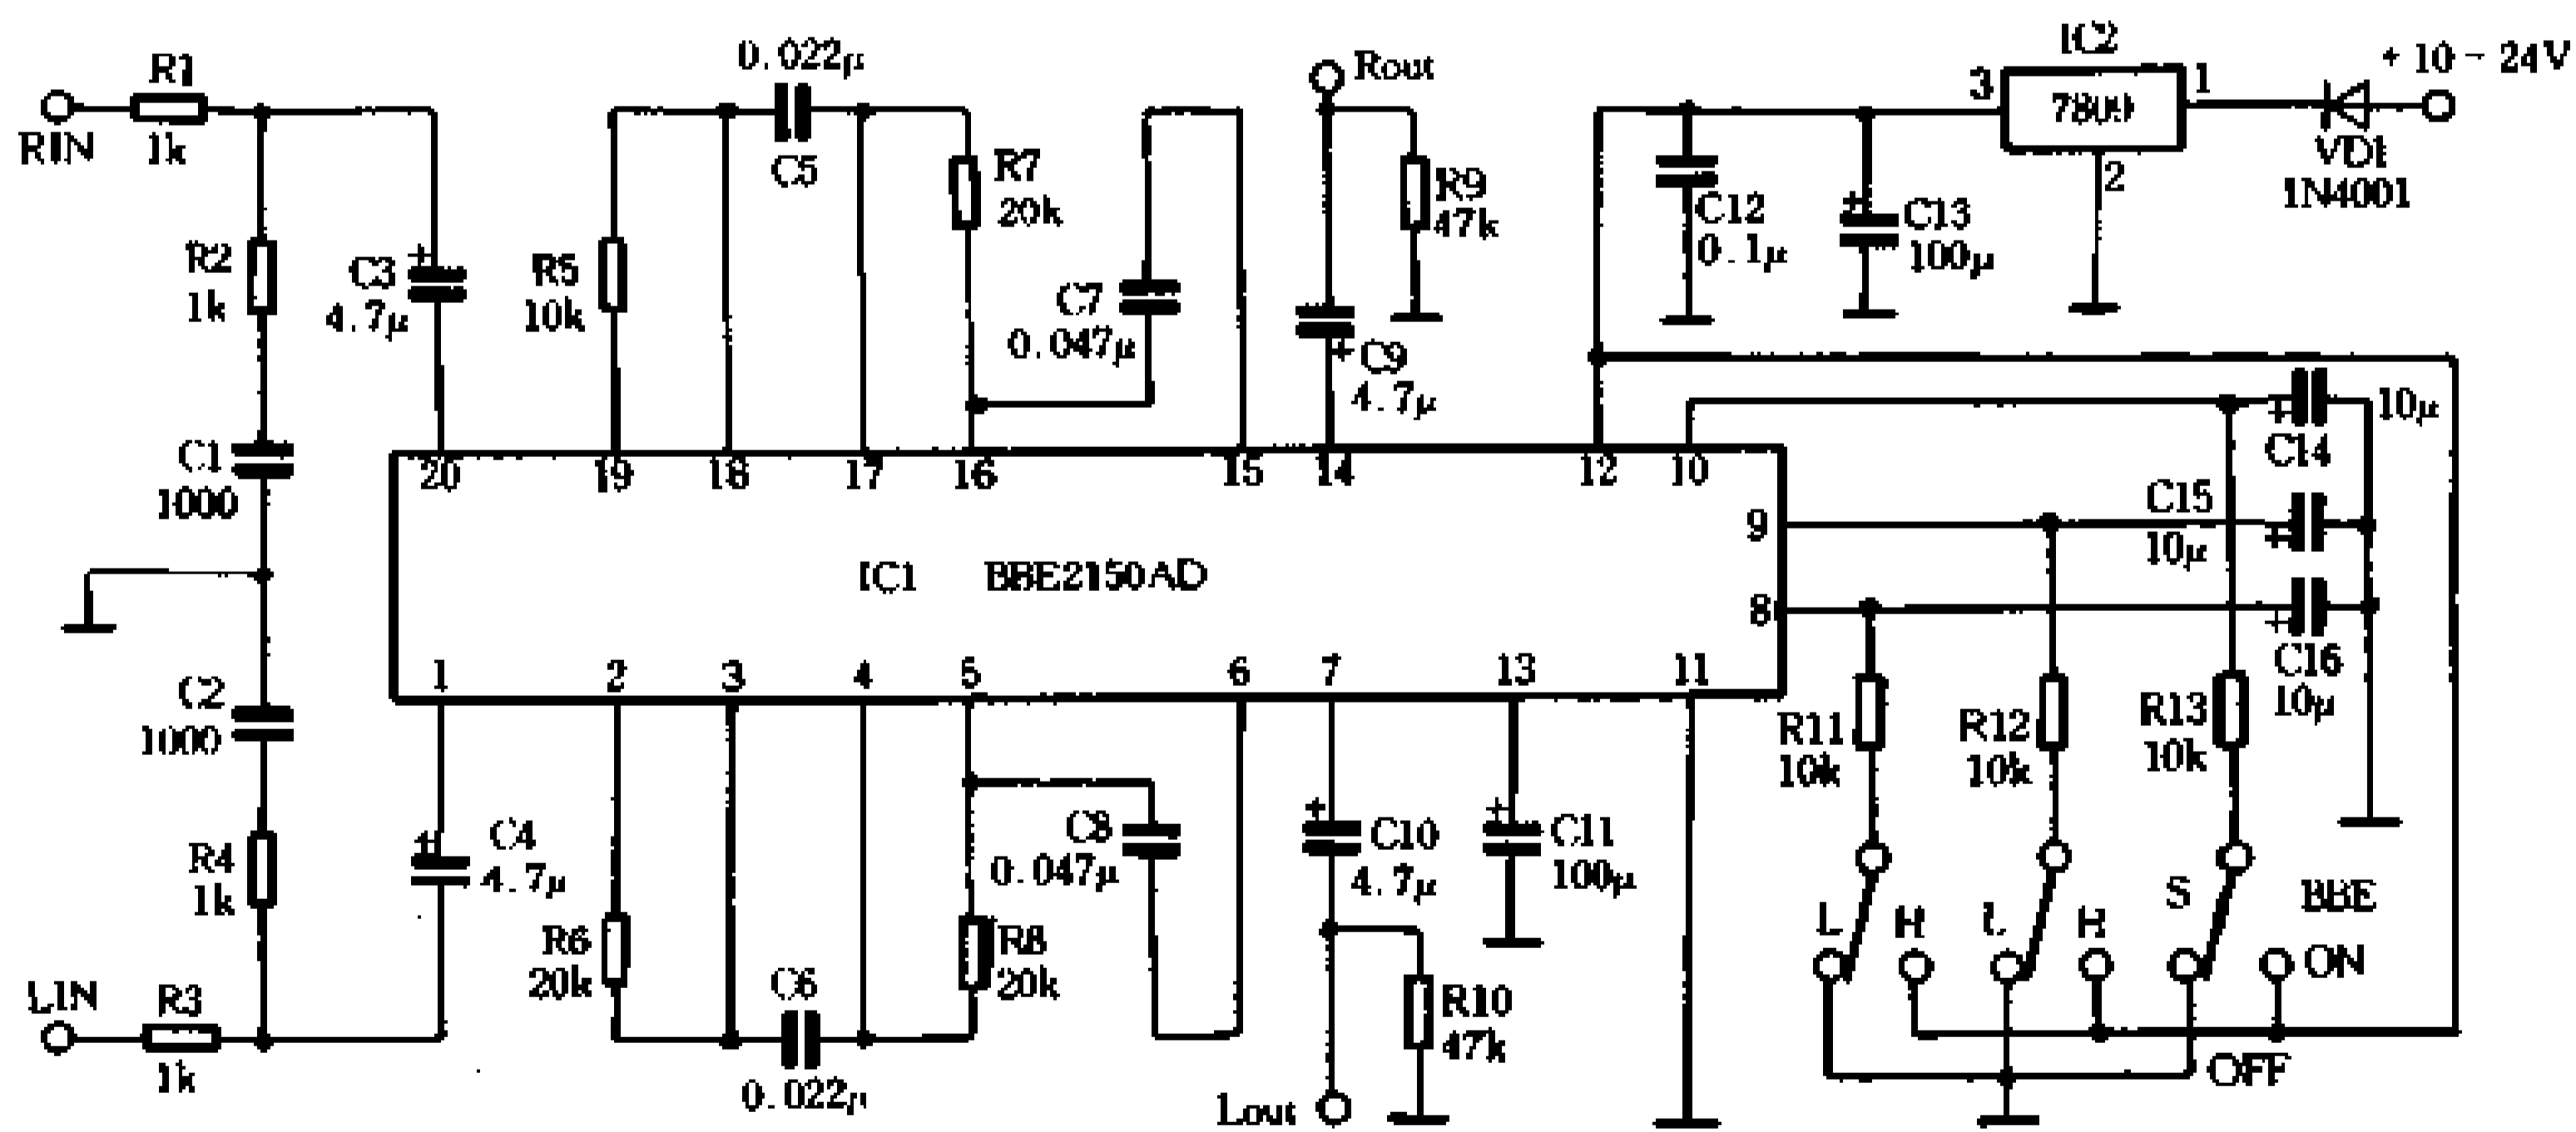 RIN
R1
1k
R2
1k
C1
1000
C2
1000
R4
1k
LIN
R3
1k
+
C3
4.7μ
+
C4
4.7μ
0.022μ
C5
R5
10k
R7
20k
C7
0.047μ
Rout
R9
47k
+
C9
4.7μ
C12
0.1μ
+
C13
100μ
IC2
3
7809
1
2
+10-24V
VD1
1N4001
20
19
18
17
16
15
14
12
10
9
8
IC1 BBE2150AD
1
2
3
4
5
6
7
13
11
R6
20k
C6
0.022μ
R8
20k
C8
0.047μ
+
C10
4.7μ
R10
47k
Lout
+
C11
100μ
+
10μ
C14
C15
10μ
+
+
C16
10μ
R11
10k
R12
10k
R13
10k
L
H
L
H
S
BBE
ON
OFF